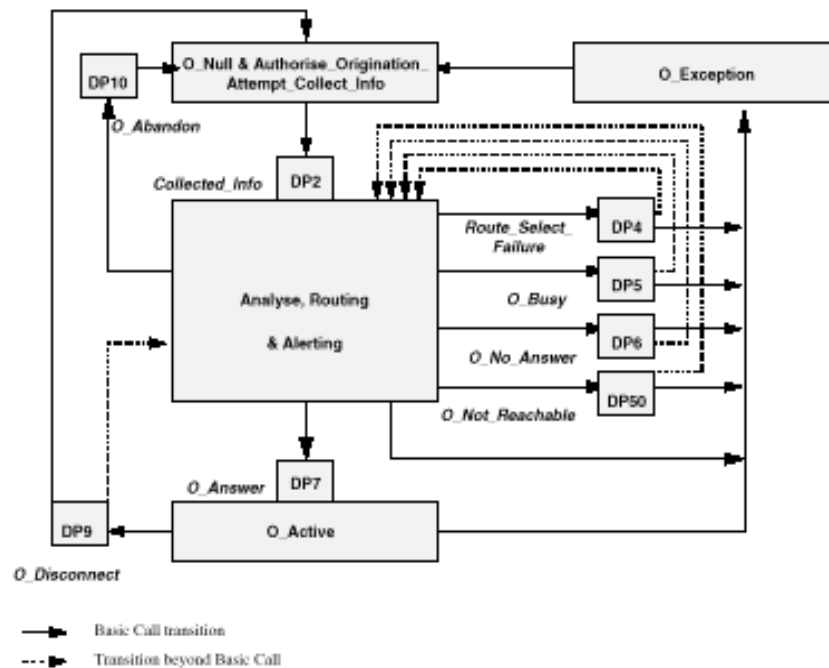 O_Null & Authorise_Origination_
Attempt_Collect_Info
O_Exception
DP10
O_Abandon
Collected_Info
DP2
Route_Select_
Failure
DP4
Analyse, Routing
& Alerting
O_Busy
DP5
O_No_Answer
DP6
O_Not_Reachable
DP50
O_Answer
DP7
DP9
O_Active
O_Disconnect
Basic Call transition
Transition beyond Basic Call